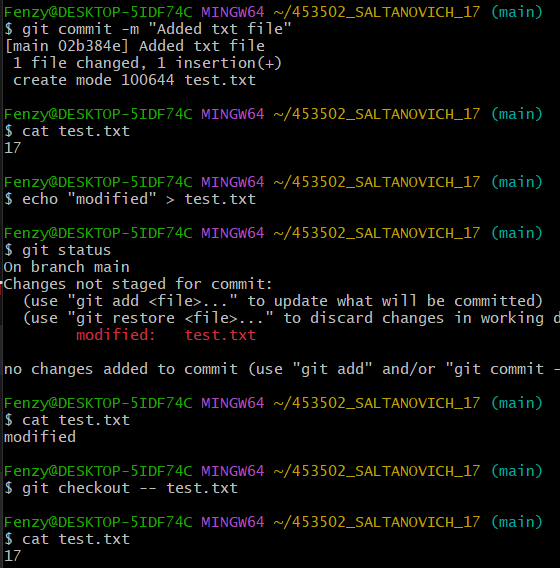 Fenzy@DESKTOP-5IDF74C MINGW64 ~/453502_SALTANOVICH_17 (main)
$ git commit -m "Added txt file"
[main 02b384e] Added txt file
 1 file changed, 1 insertion(+)
 create mode 100644 test.txt
Fenzy@DESKTOP-5IDF74C MINGW64 ~/453502_SALTANOVICH_17 (main)
$ cat test.txt
17
Fenzy@DESKTOP-5IDF74C MINGW64 ~/453502_SALTANOVICH_17 (main)
$ echo "modified" > test.txt
Fenzy@DESKTOP-5IDF74C MINGW64 ~/453502_SALTANOVICH_17 (main)
$ git status
On branch main
Changes not staged for commit:
  (use "git add <file>..." to update what will be committed)
  (use "git restore <file>..." to discard changes in working d
        modified:   test.txt
no changes added to commit (use "git add" and/or "git commit -
Fenzy@DESKTOP-5IDF74C MINGW64 ~/453502_SALTANOVICH_17 (main)
$ cat test.txt
modified
Fenzy@DESKTOP-5IDF74C MINGW64 ~/453502_SALTANOVICH_17 (main)
$ git checkout -- test.txt
Fenzy@DESKTOP-5IDF74C MINGW64 ~/453502_SALTANOVICH_17 (main)
$ cat test.txt
17